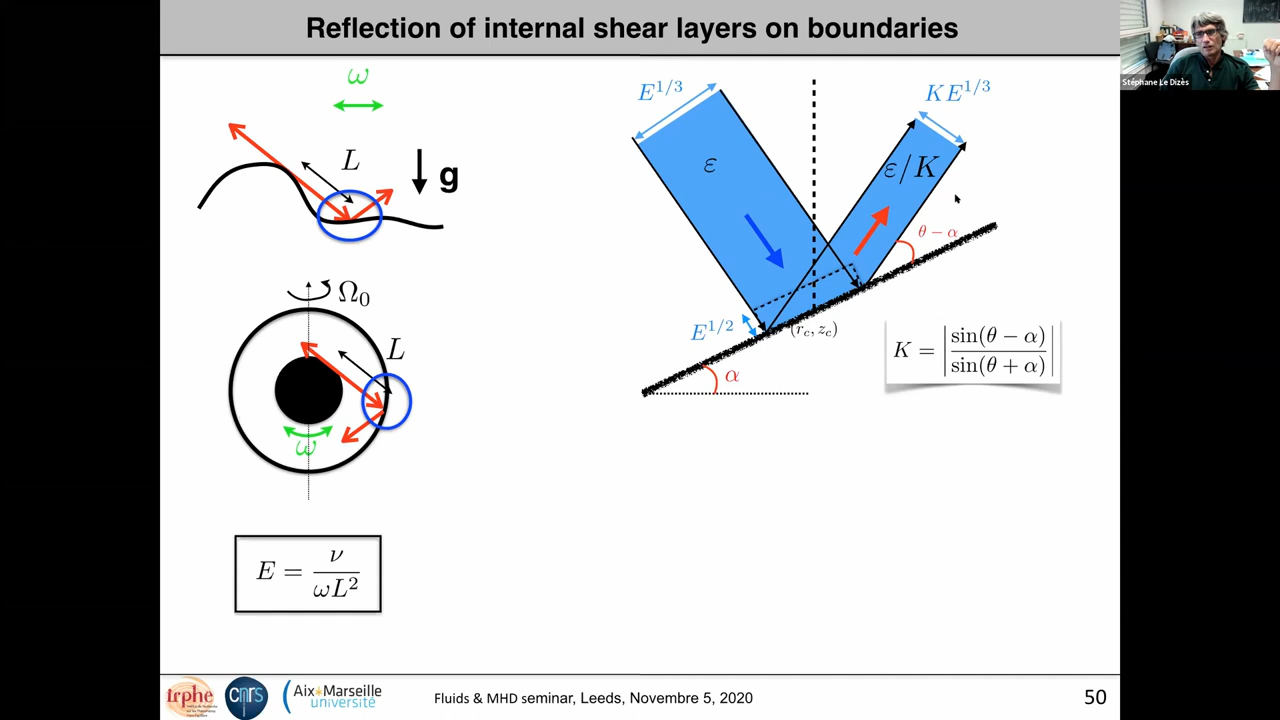 Reflection of internal shear layers on boundaries
Stéphane Le Dizès
ω
L
g
Ω₀
L
ω
E = ν / ωL²
E^{1/3}
KE^{1/3}
ε
ε/K
θ − α
E^{1/2}
(r_c, z_c)
α
K = | sin(θ − α) / sin(θ + α) |
irphe
cnrs
Aix*Marseille
université
Fluids & MHD seminar, Leeds, Novembre 5, 2020
50